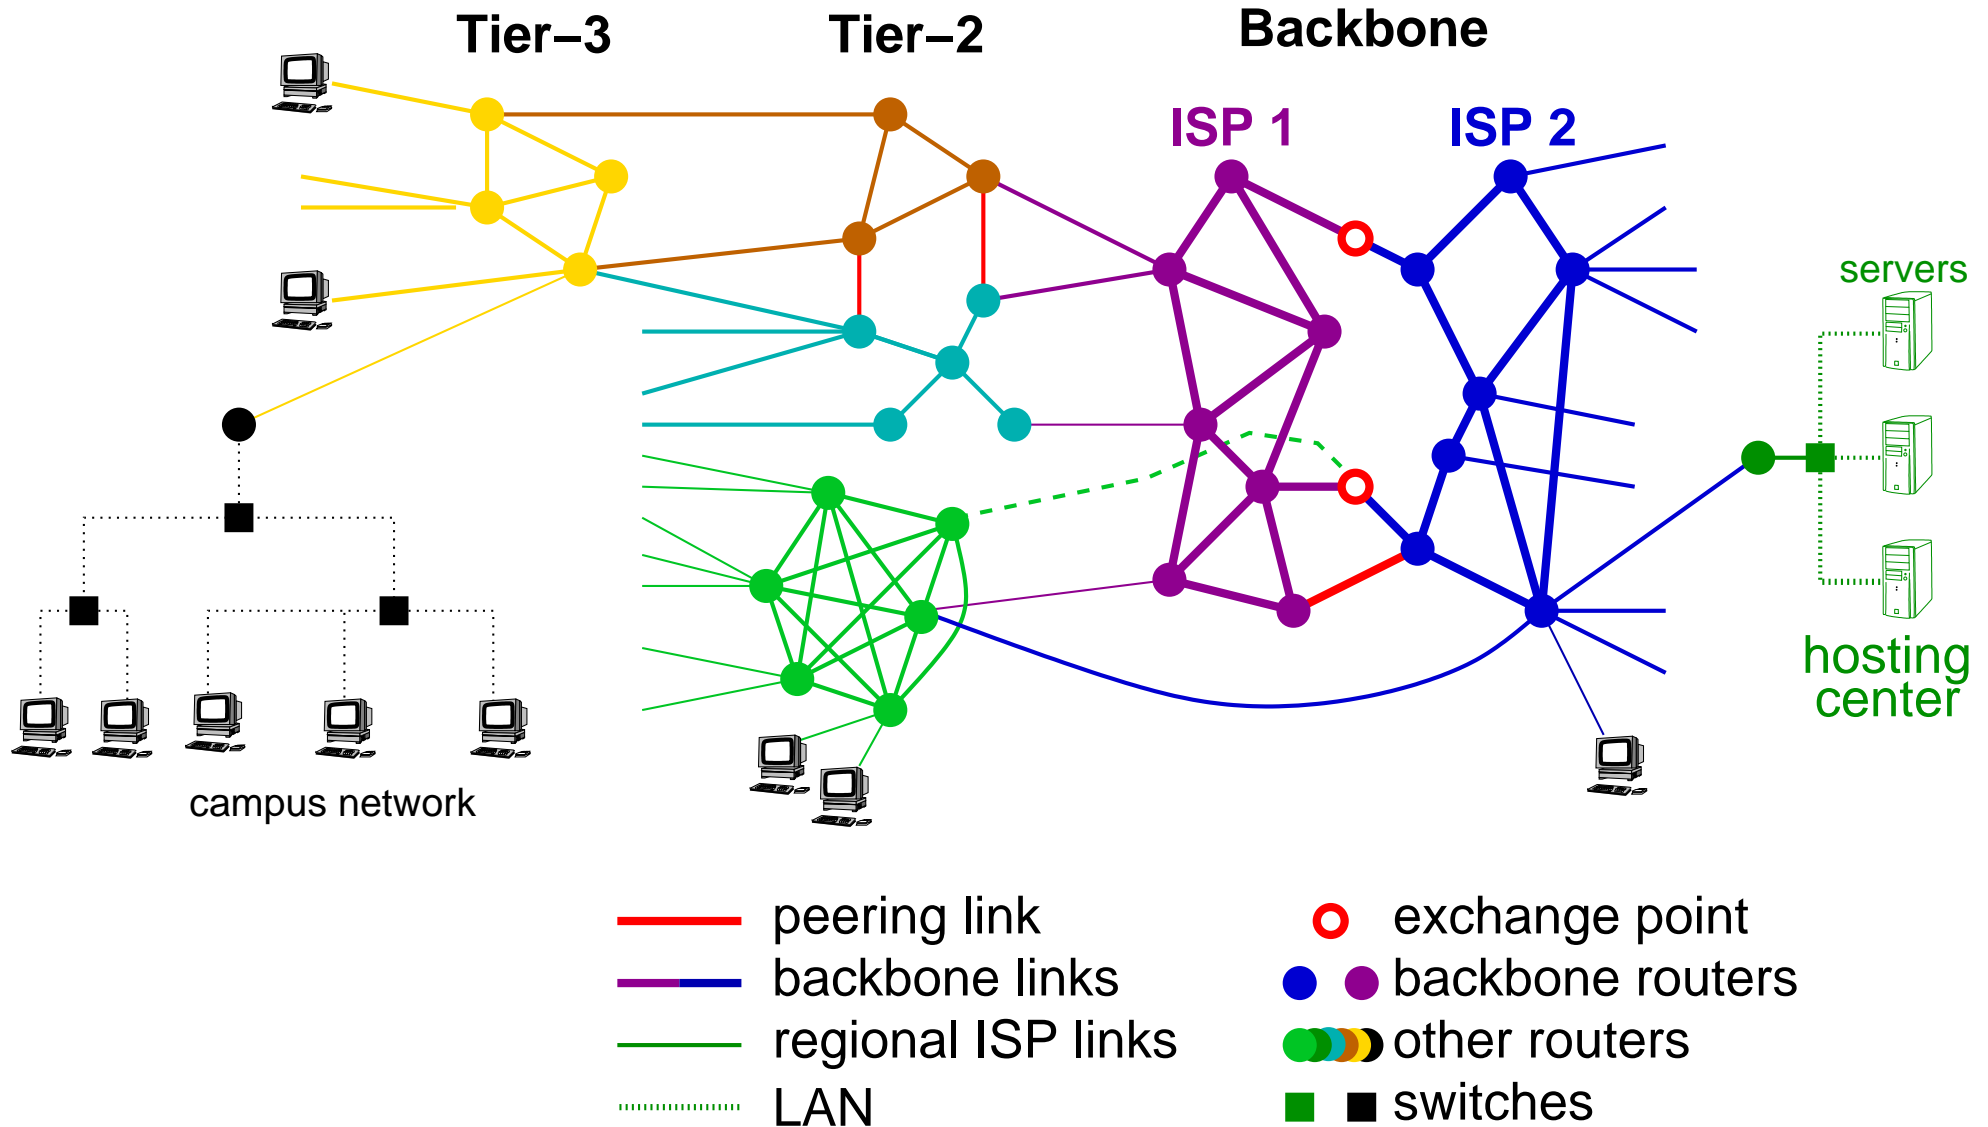 Tier–3
Tier–2
Backbone
ISP 1
ISP 2
servers
hosting
center
campus network
peering link
exchange point
backbone links
backbone routers
regional ISP links
other routers
LAN
switches